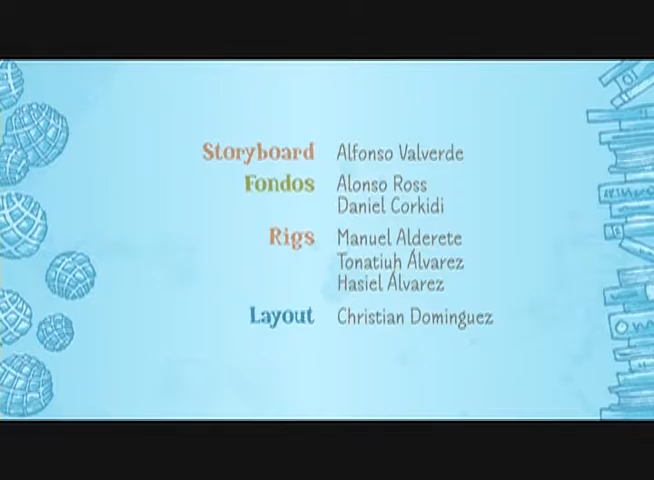 Storyboard Alfonso Valverde
Fondos Alonso Ross
Daniel Corkidi
Rigs Manuel Alderete
Tonatiuh Álvarez
Hasiel Álvarez
Layout Christian Dominguez